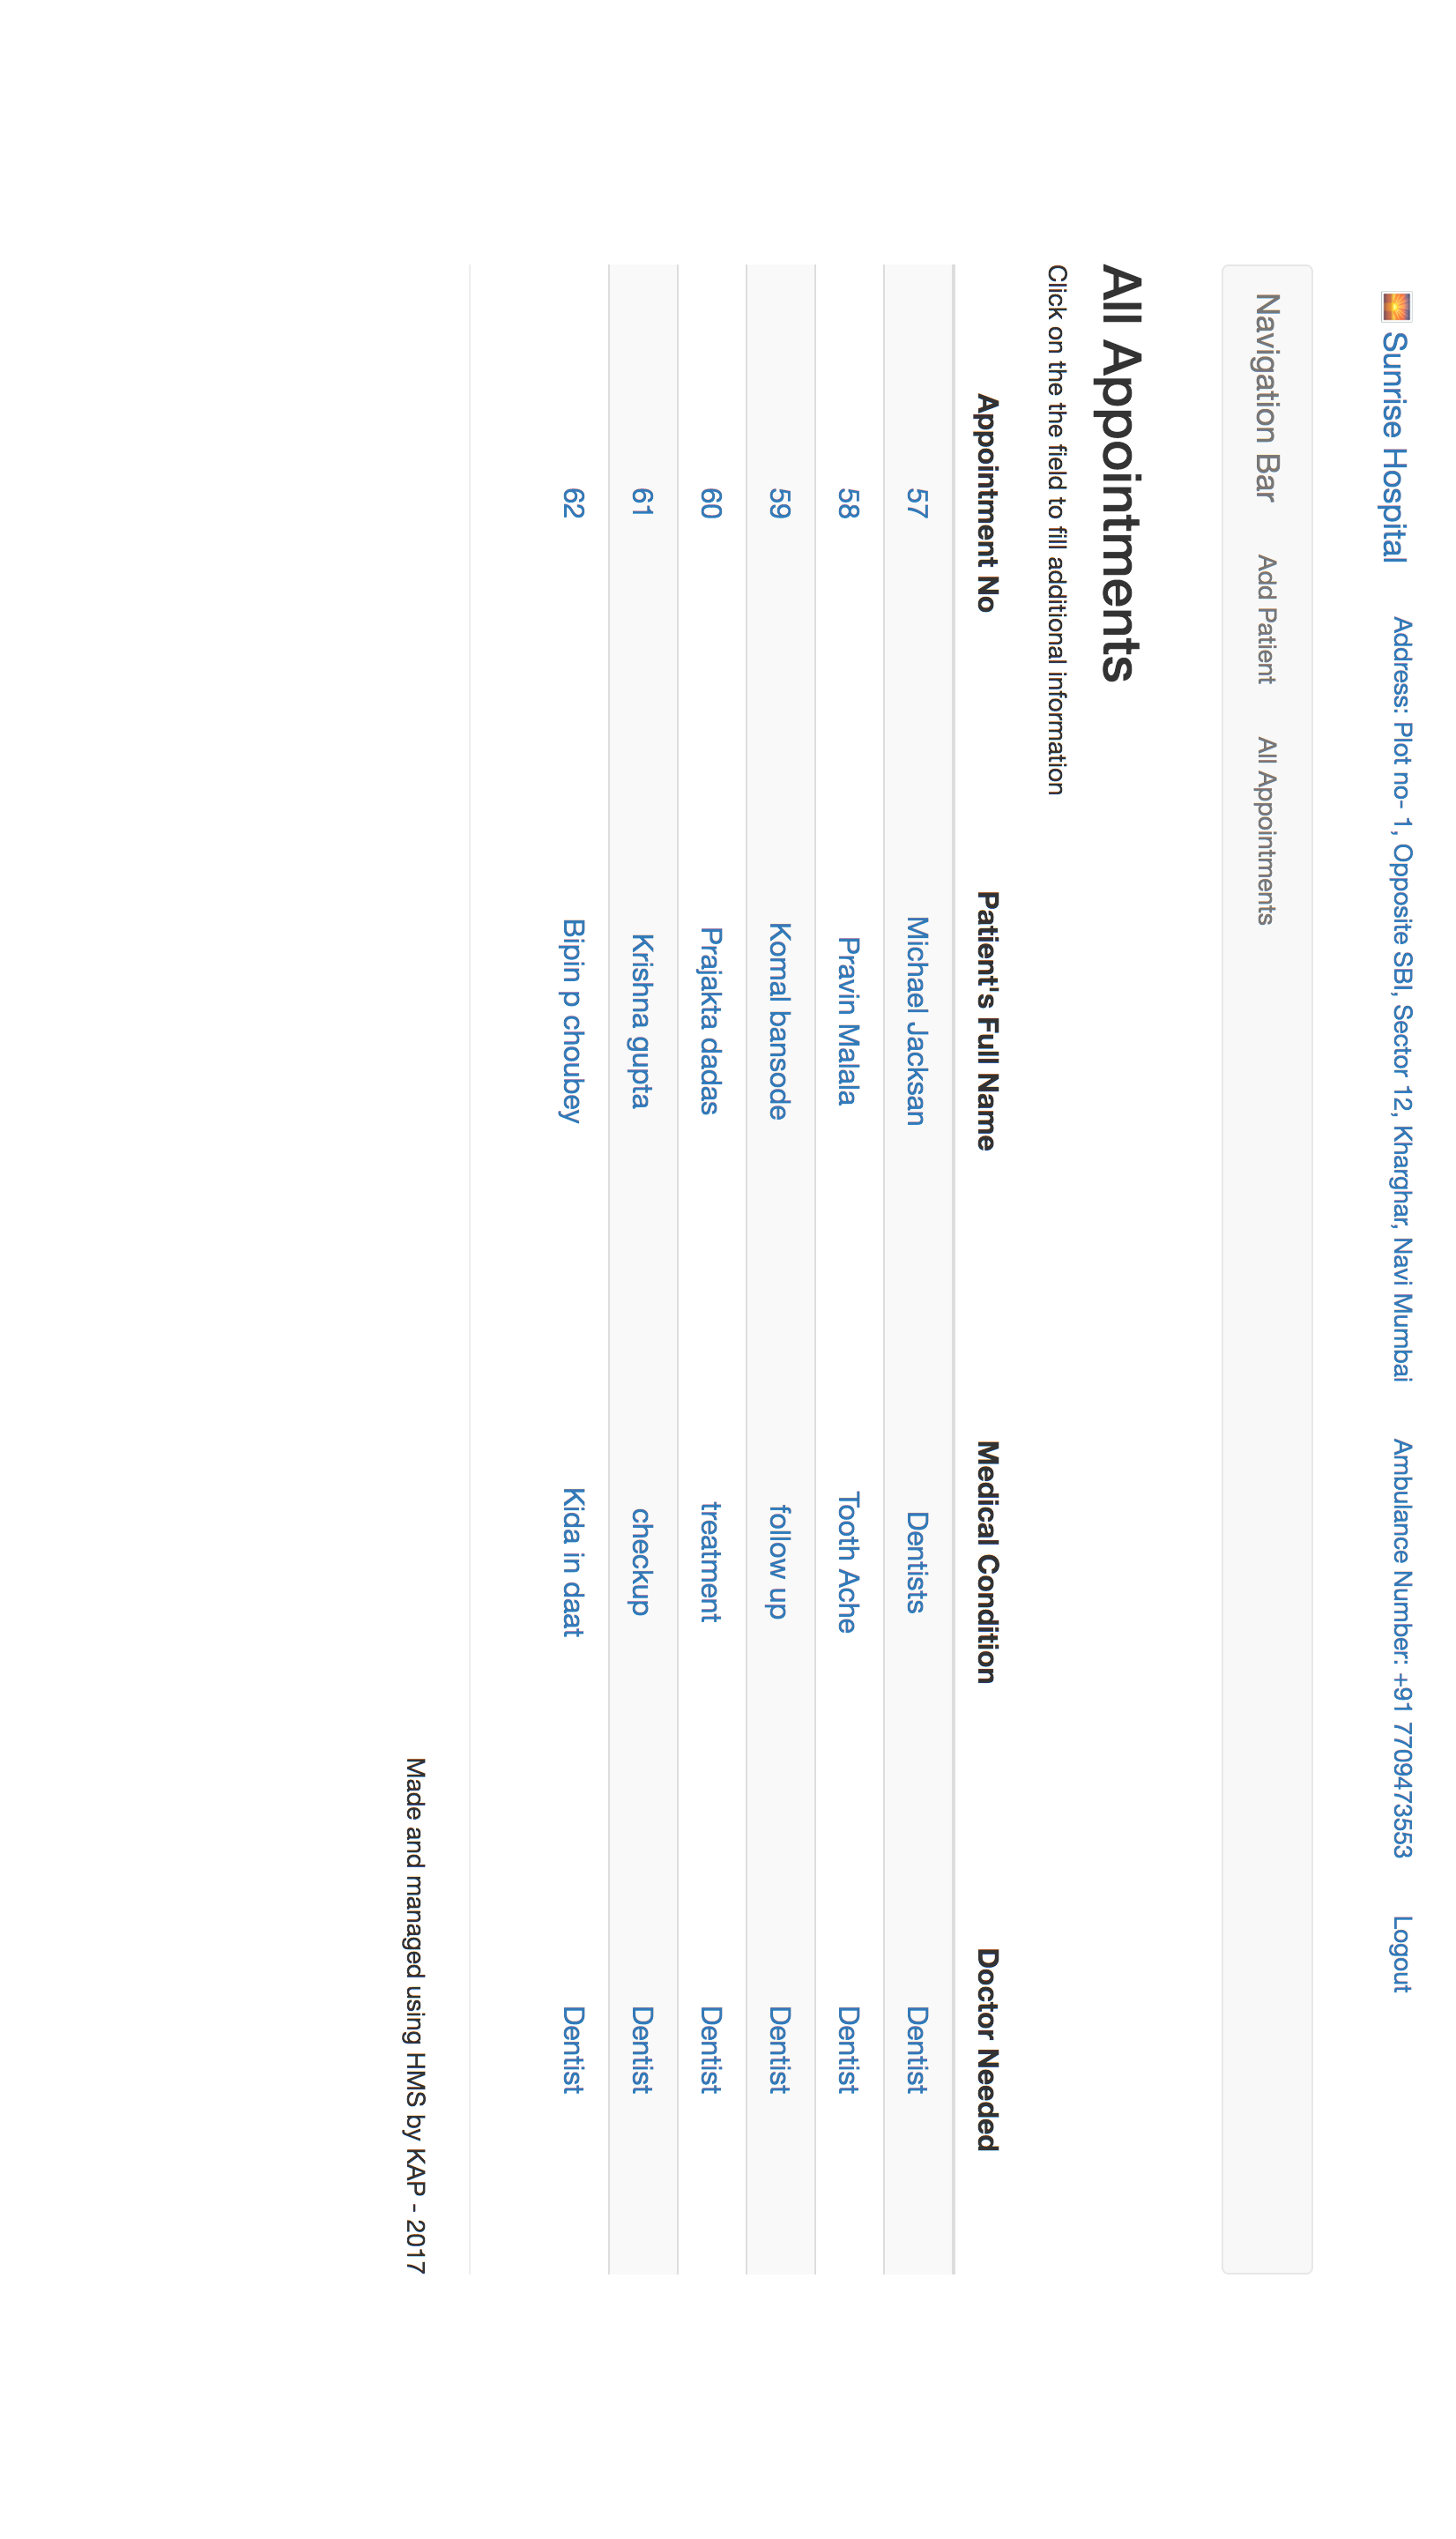 Sunrise Hospital Address: Plot no- 1, Opposite SBI, Sector 12, Kharghar, Navi Mumbai Ambulance Number: +91 7709473553 Logout
Navigation Bar Add Patient All Appointments
All Appointments
Click on the the field to fill additional information
Appointment No Patient's Full Name Medical Condition Doctor Needed
57 Michael Jacksan Dentists Dentist
58 Pravin Malala Tooth Ache Dentist
59 Komal bansode follow up Dentist
60 Prajakta dadas treatment Dentist
61 Krishna gupta checkup Dentist
62 Bipin p choubey Kida in daat Dentist
Made and managed using HMS by KAP - 2017